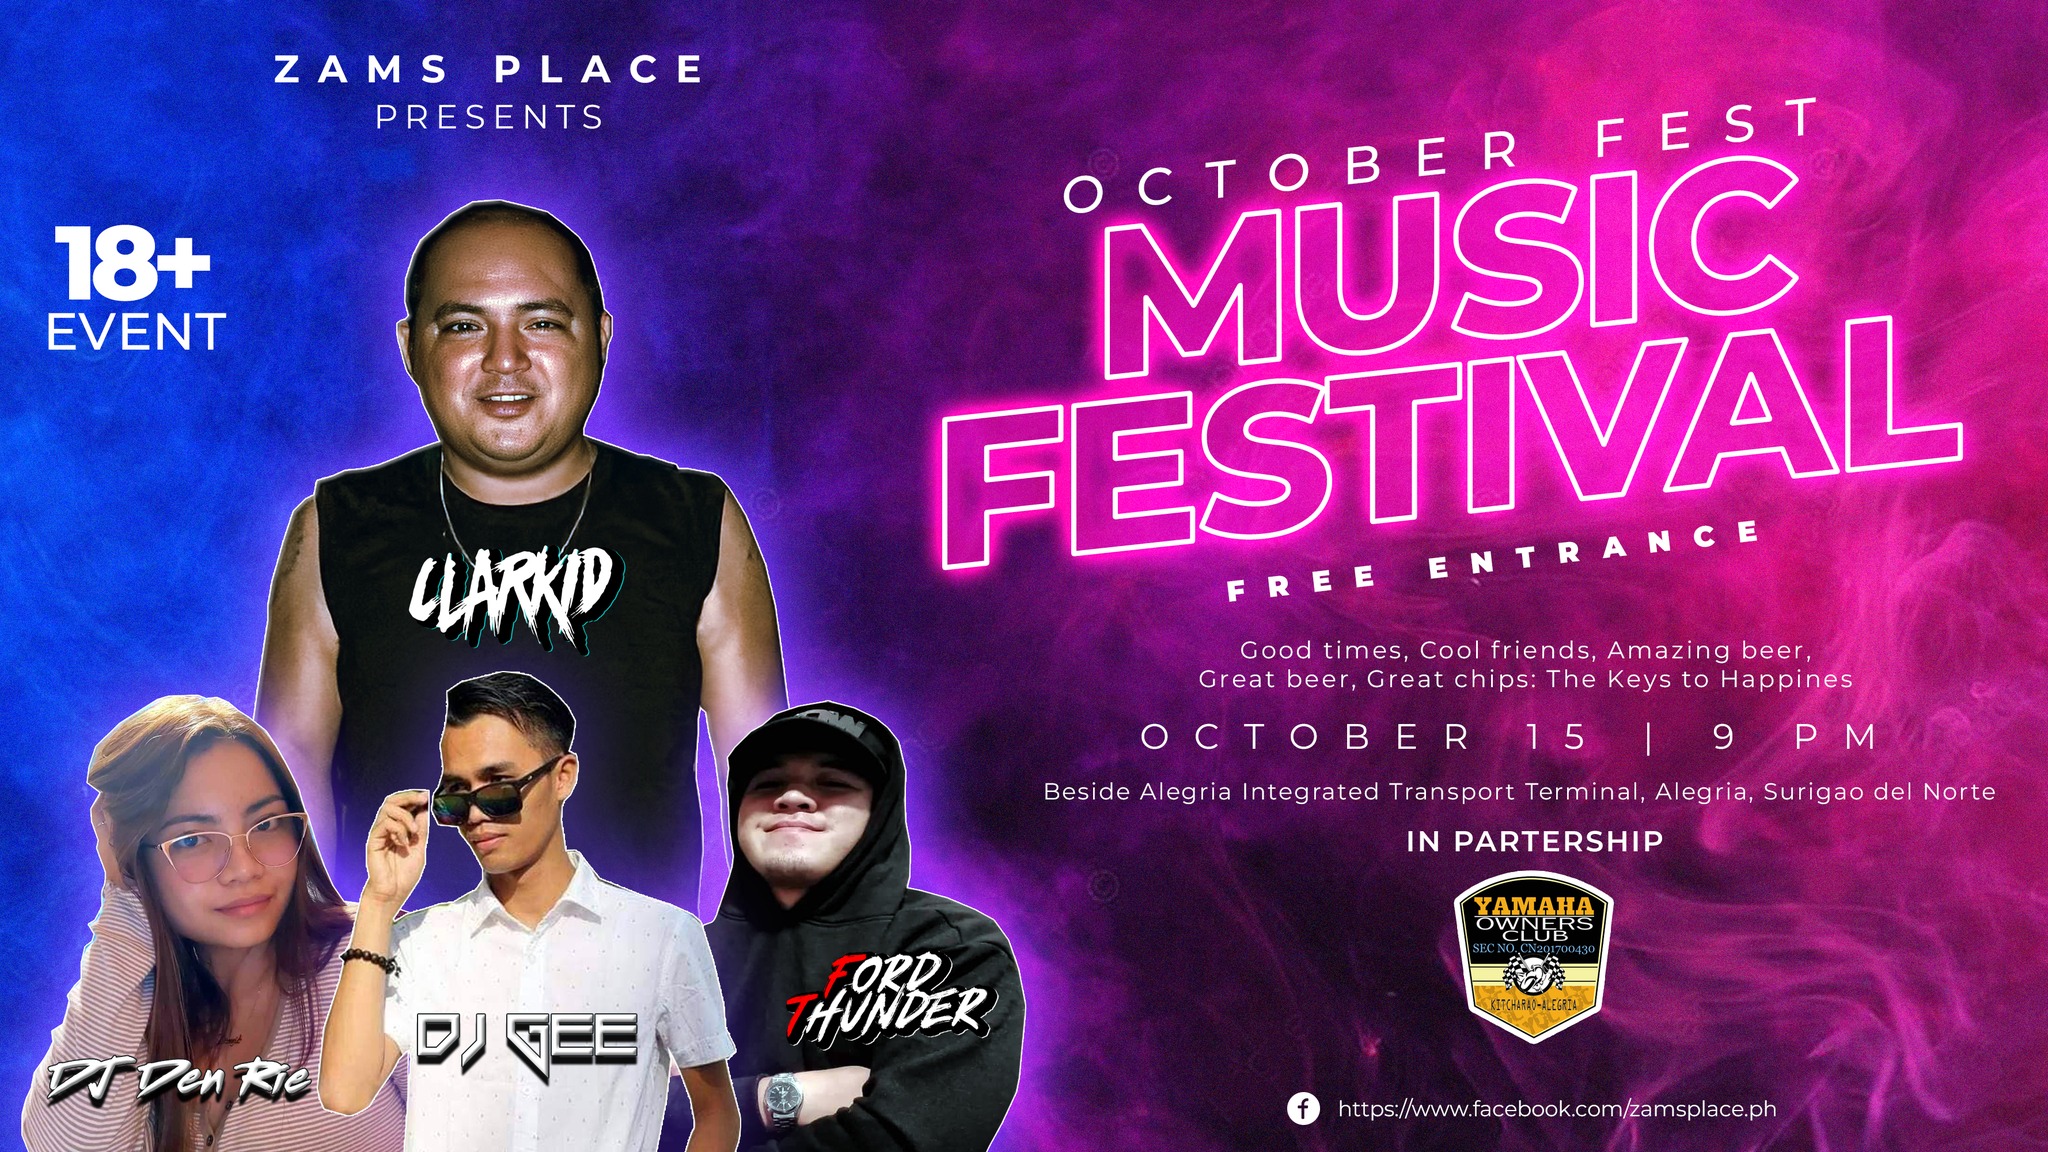 ZAMS PLACE
PRESENTS
18+
EVENT
CLARKID
DJ Den Rie
DJ GEE
FORD
THUNDER
OCTOBER FEST
MUSIC
FESTIVAL
FREE ENTRANCE
Good times, Cool friends, Amazing beer,
Great beer, Great chips: The Keys to Happines
OCTOBER 15 | 9 PM
Beside Alegria Integrated Transport Terminal, Alegria, Surigao del Norte
IN PARTERSHIP
YAMAHA
OWNERS
CLUB
SEC NO. CN201700430
KITCHARAO-ALEGRIA
https://www.facebook.com/zamsplace.ph